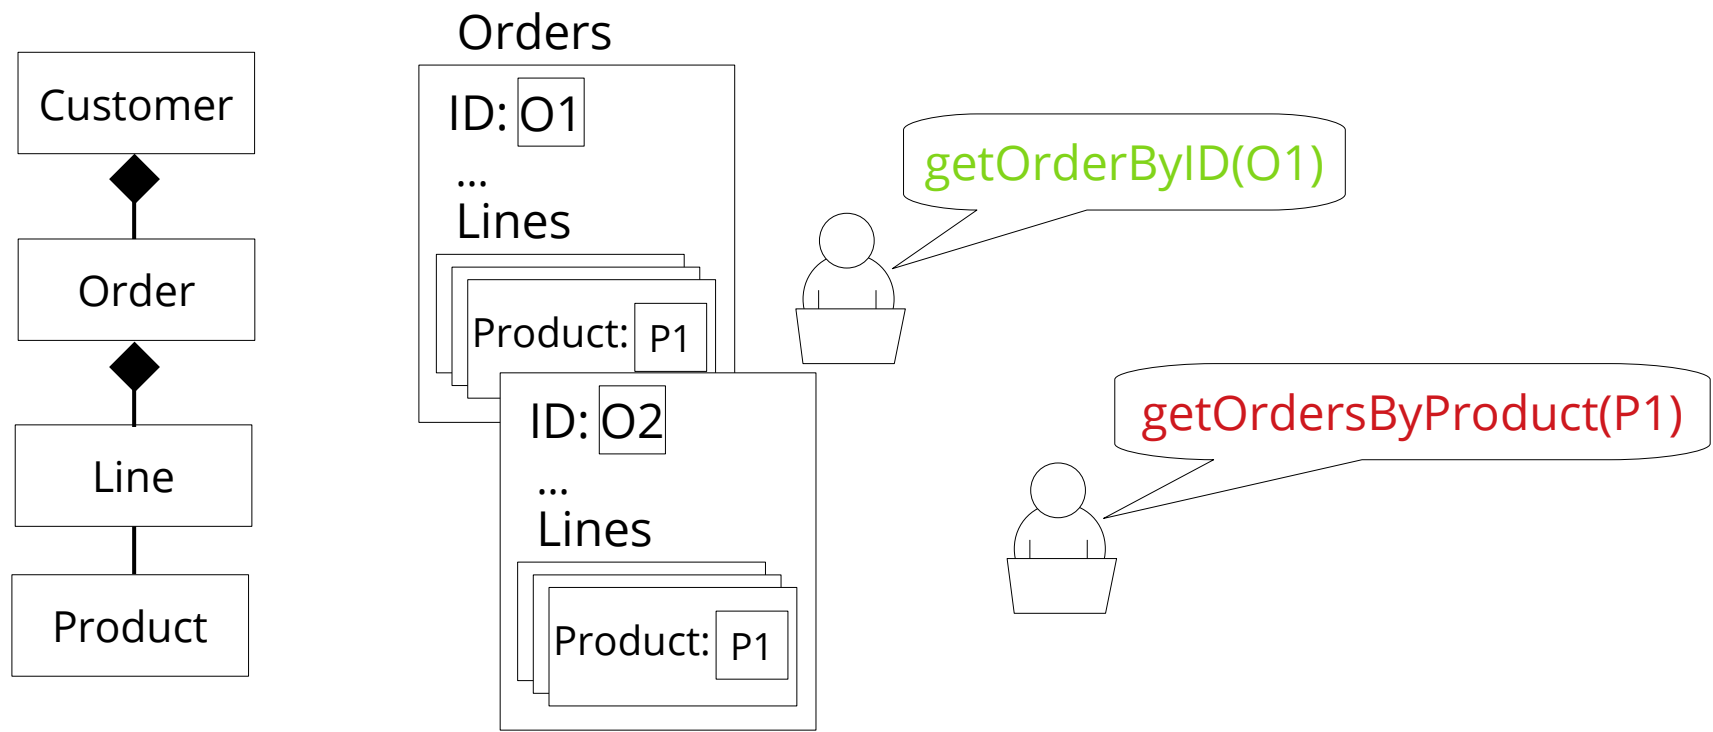 Customer
Order
Line
Product
Orders
ID: O1
...
Lines
Product: P1
ID: O2
...
Lines
Product: P1
getOrderByID(O1)
getOrdersByProduct(P1)